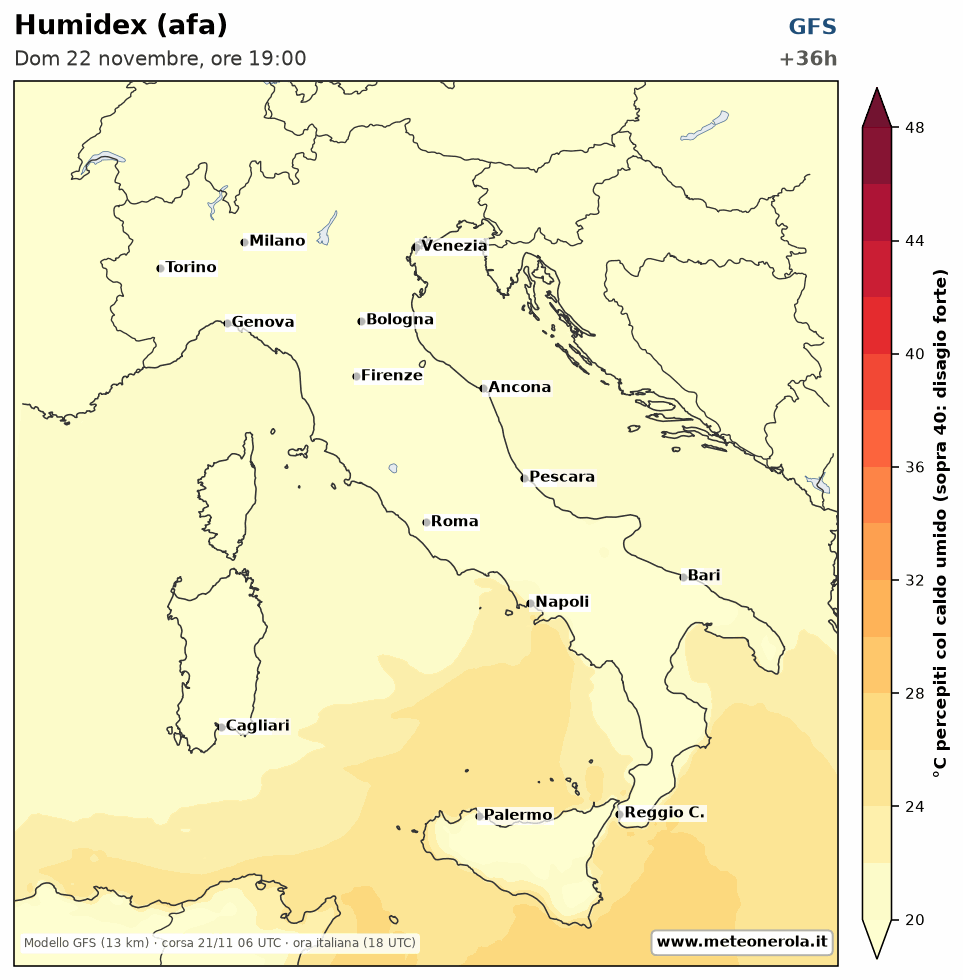 Humidex (afa)
GFS
Dom 22 novembre, ore 19:00
+36h
Milano
Venezia
Torino
Genova
Bologna
Firenze
Ancona
Pescara
Roma
Bari
Napoli
Cagliari
Palermo
Reggio C.
48
44
40
36
32
28
24
20
°C percepiti col caldo umido (sopra 40: disagio forte)
Modello GFS (13 km) · corsa 21/11 06 UTC · ora italiana (18 UTC)
www.meteonerola.it